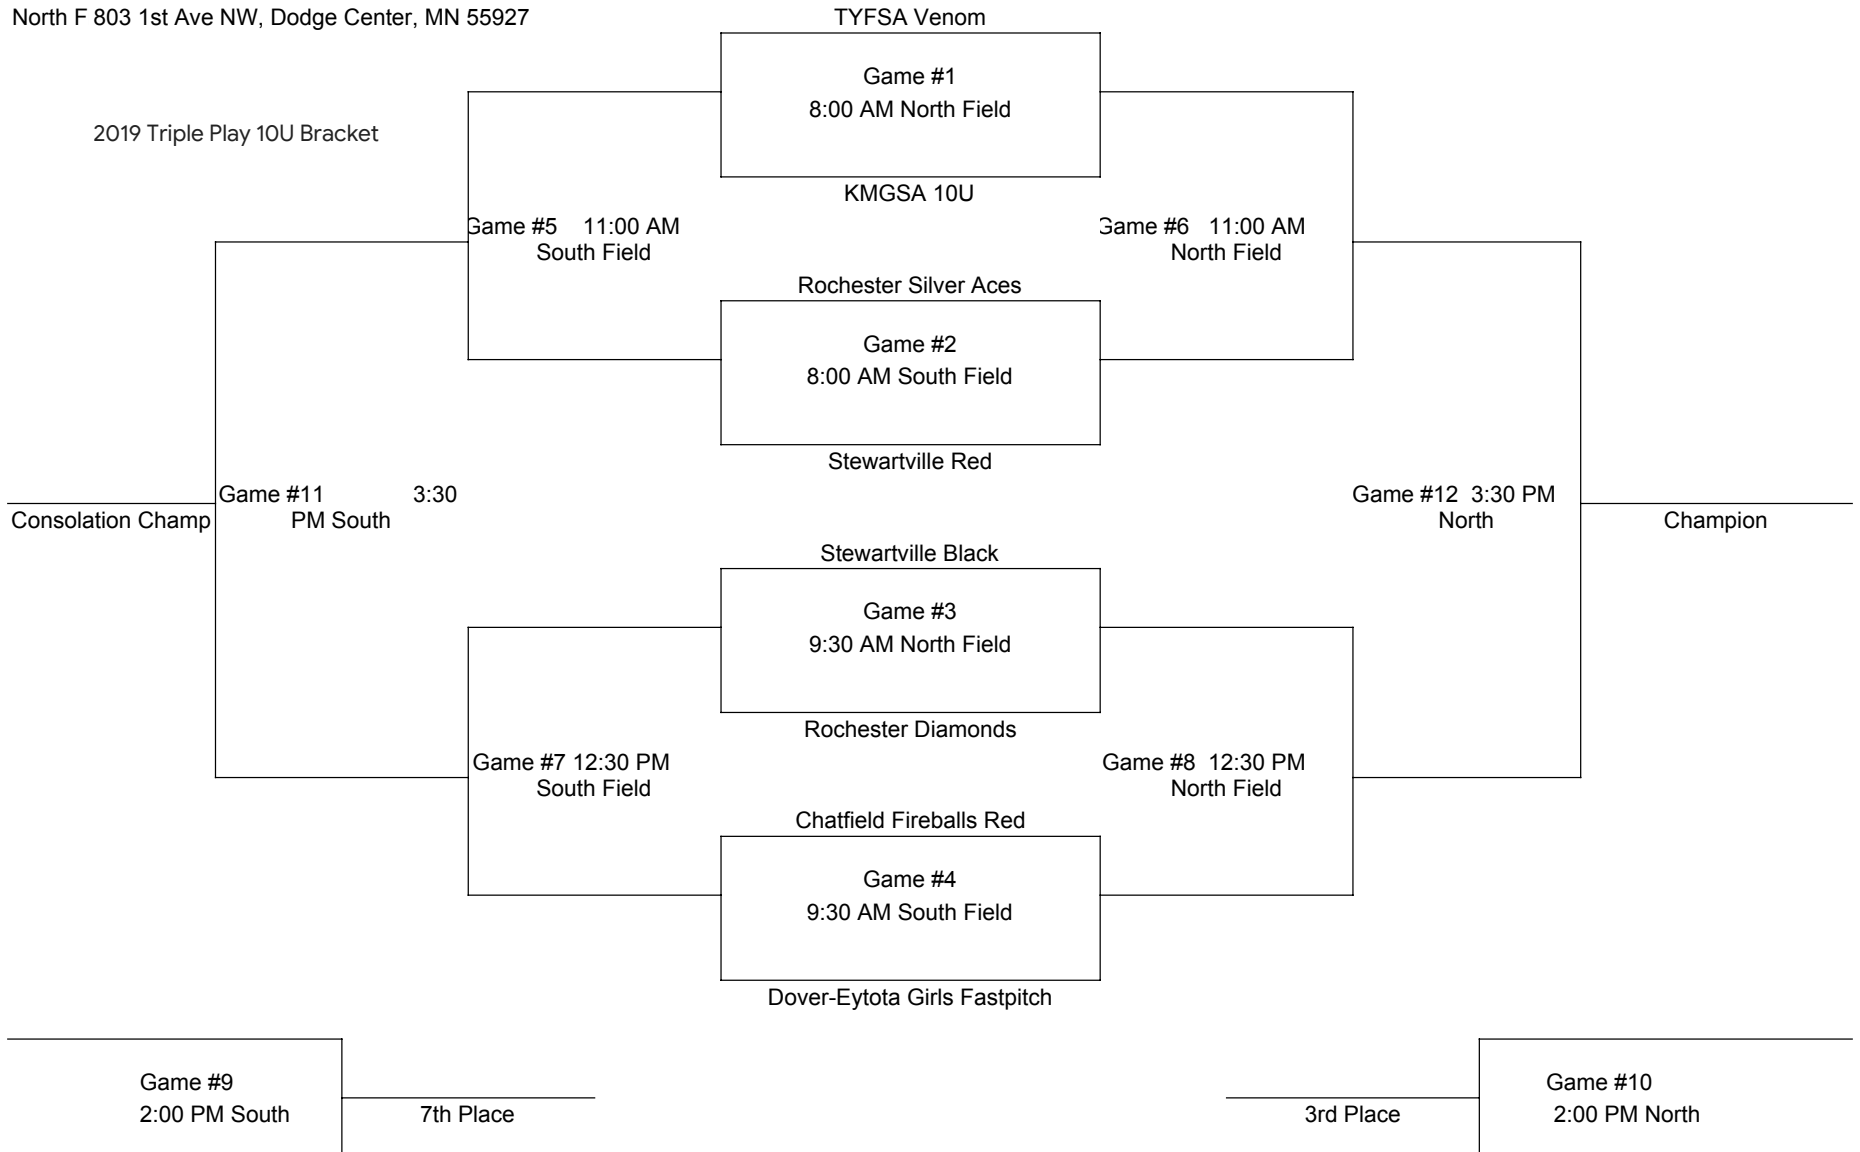 North F 803 1st Ave NW, Dodge Center, MN 55927
TYFSA Venom
Game #1
8:00 AM North Field
2019 Triple Play 10U Bracket
KMGSA 10U
Game #5 11:00 AM
South Field
Game #6 11:00 AM
North Field
Rochester Silver Aces
Game #2
8:00 AM South Field
Stewartville Red
Game #11 3:30
PM South
Consolation Champ
Game #12 3:30 PM
North
Champion
Stewartville Black
Game #3
9:30 AM North Field
Rochester Diamonds
Game #7 12:30 PM
South Field
Game #8 12:30 PM
North Field
Chatfield Fireballs Red
Game #4
9:30 AM South Field
Dover-Eytota Girls Fastpitch
Game #9
2:00 PM South
7th Place
3rd Place
Game #10
2:00 PM North